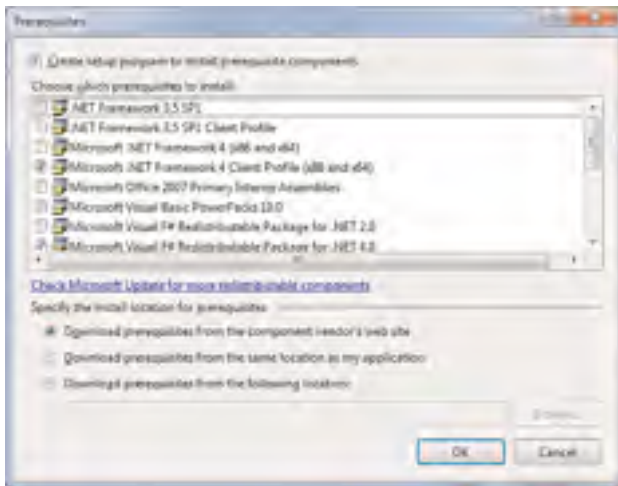 Prerequisites
Create setup program to install prerequisite components
Choose which prerequisites to install:
.NET Framework 3.5 SP1
.NET Framework 3.5 SP1 Client Profile
Microsoft .NET Framework 4 (x86 and x64)
Microsoft .NET Framework 4 Client Profile (x86 and x64)
Microsoft Office 2007 Primary Interop Assemblies
Microsoft Visual Basic PowerPacks 10.0
Microsoft Visual F# Redistributable Package for .NET 2.0
Microsoft Visual F# Redistributable Package for .NET 4.0
Check Microsoft Update for more redistributable components
Specify the install location for prerequisites
Download prerequisites from the component vendor's web site
Download prerequisites from the same location as my application
Download prerequisites from the following location:
Browse...
OK
Cancel